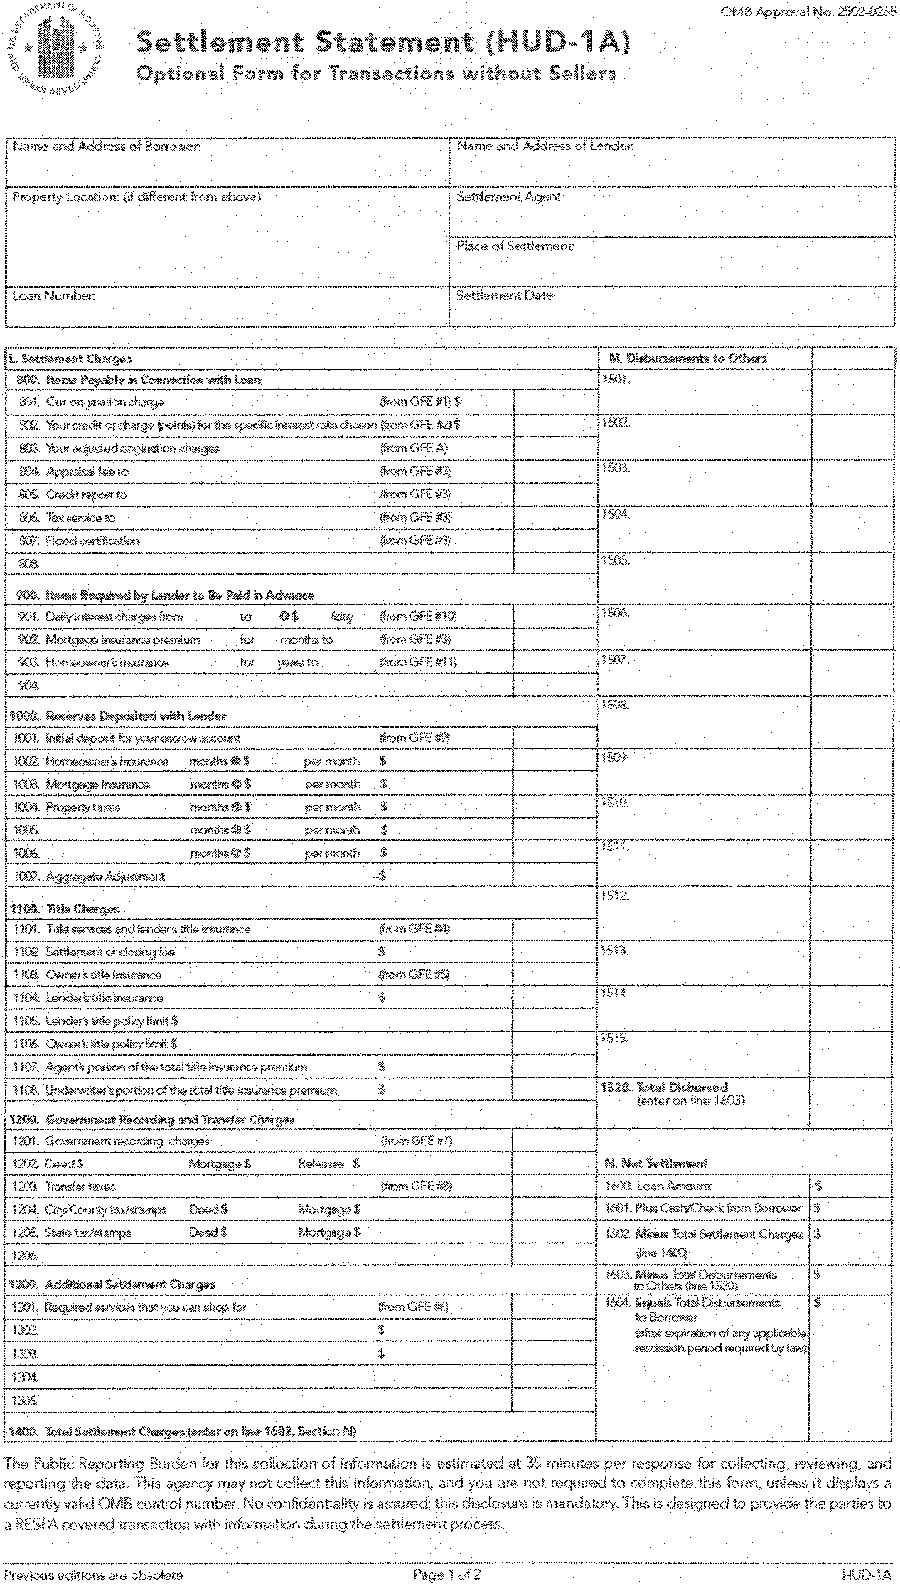 OMB Approval No. 2502-0265
Settlement Statement (HUD-1A)
Optional Form for Transactions without Sellers
Name and Address of Borrower:
Name and Address of Lender:
Property Location: (if different from above)
Settlement Agent:
Place of Settlement:
Loan Number:
Settlement Date:
L. Settlement Charges
M. Disbursements to Others
800. Items Payable in Connection with Loan
1501.
801. Our origination charge (from GFE #1) $
802. Your credit or charge (points) for the specific interest rate chosen (from GFE #2) $
1502.
803. Your adjusted origination charges (from GFE A)
804. Appraisal fee to (from GFE #3)
1503.
805. Credit report to (from GFE #3)
806. Tax service to (from GFE #3)
1504.
807. Flood certification (from GFE #3)
808.
1505.
900. Items Required by Lender to Be Paid in Advance
901. Daily interest charges from to @ $ /day (from GFE #10)
1506.
902. Mortgage insurance premium for months to (from GFE #3)
903. Homeowner's insurance for years to (from GFE #11)
1507.
904.
1508.
1000. Reserves Deposited with Lender
1001. Initial deposit for your escrow account (from GFE #9)
1002. Homeowner's insurance months @ $ per month $
1509.
1003. Mortgage insurance months @ $ per month $
1004. Property taxes months @ $ per month $
1510.
1005. months @ $ per month $
1006. months @ $ per month $
1511.
1007. Aggregate Adjustment -$
1512.
1100. Title Charges
1101. Title services and lender's title insurance (from GFE #4)
1102. Settlement or closing fee $
1513.
1103. Owner's title insurance (from GFE #5)
1104. Lender's title insurance $
1514.
1105. Lender's title policy limit $
1106. Owner's title policy limit $
1515.
1107. Agent's portion of the total title insurance premium $
1108. Underwriter's portion of the total title insurance premium $
1520. Total Disbursed
(enter on line 1603)
1200. Government Recording and Transfer Charges
1201. Government recording charges (from GFE #7)
1202. Deed $ Mortgage $ Releases $
N. Net Settlement
1203. Transfer taxes (from GFE #8)
1600. Loan Amount $
1204. City/County tax/stamps Deed $ Mortgage $
1601. Plus Cash/Check from Borrower $
1205. State tax/stamps Deed $ Mortgage $
1602. Minus Total Settlement Charges $
(line 1400)
1206.
1603. Minus Total Disbursements $
to Others (line 1520)
1300. Additional Settlement Charges
1301. Required services that you can shop for (from GFE #6)
1604. Equals Total Disbursements $
to Borrower
(after expiration of any applicable
rescission period required by law)
1302. $
1303. $
1304.
1305.
1400. Total Settlement Charges (enter on line 1602, Section N)
The Public Reporting Burden for this collection of information is estimated at 35 minutes per response for collecting, reviewing, and
reporting the data. This agency may not collect this information, and you are not required to complete this form, unless it displays a
currently valid OMB control number. No confidentiality is assured; this disclosure is mandatory. This is designed to provide the parties to
a RESPA covered transaction with information during the settlement process.
Previous editions are obsolete
Page 1 of 2
HUD-1A